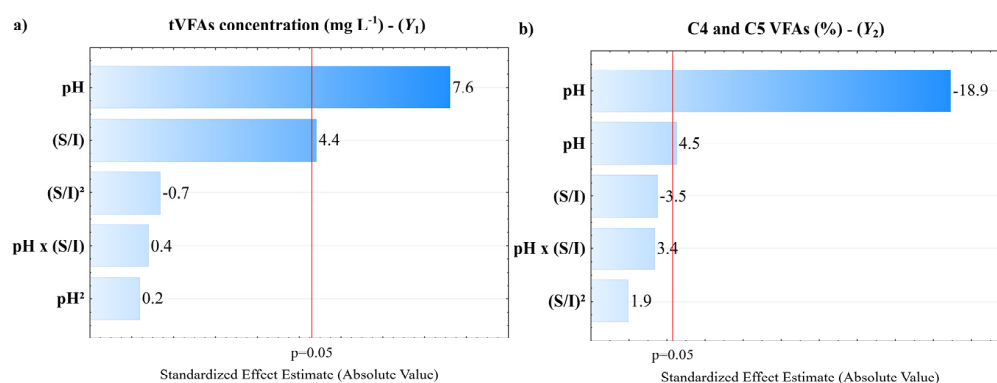 a)
tVFAs concentration (mg L⁻¹) - (Y₁)
pH
7.6
(S/I)
4.4
(S/I)²
-0.7
pH x (S/I)
0.4
pH²
0.2
p=0.05
Standardized Effect Estimate (Absolute Value)
b)
C4 and C5 VFAs (%) - (Y₂)
pH
-18.9
pH
4.5
(S/I)
-3.5
pH x (S/I)
3.4
(S/I)²
1.9
p=0.05
Standardized Effect Estimate (Absolute Value)